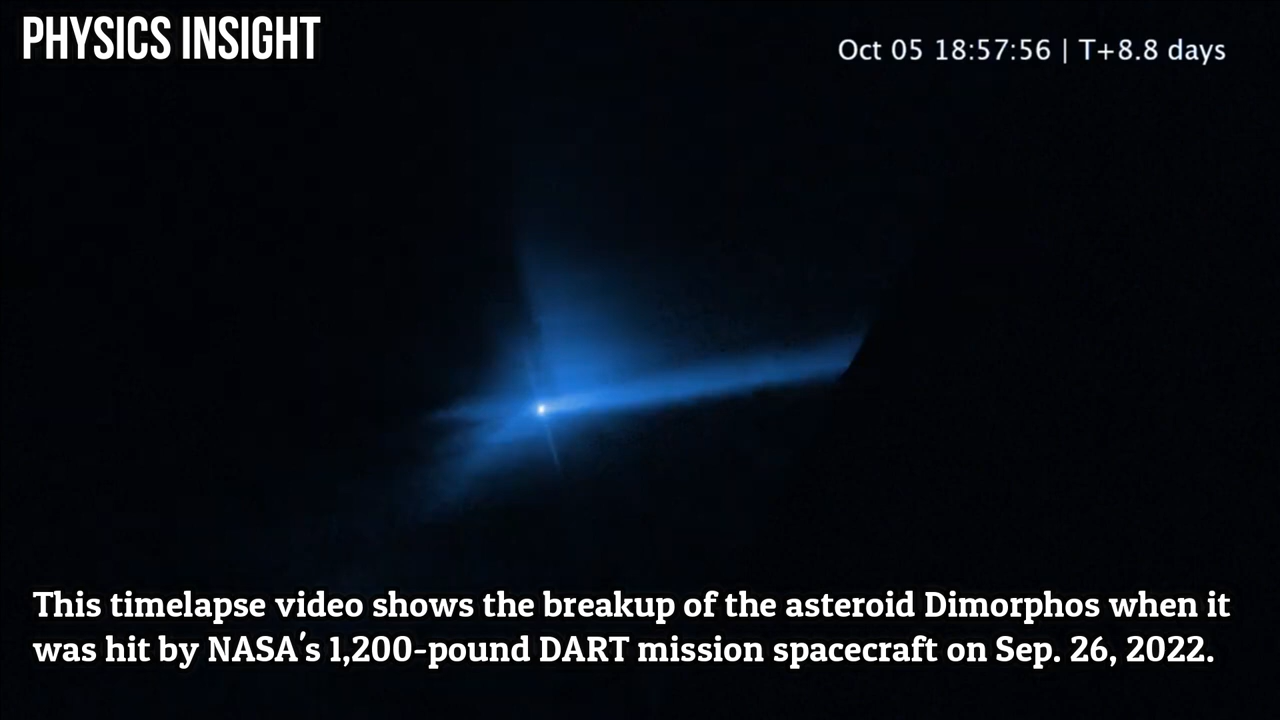 PHYSICS INSIGHT
Oct 05 18:57:56 | T+8.8 days
This timelapse video shows the breakup of the asteroid Dimorphos when it
was hit by NASA's 1,200-pound DART mission spacecraft on Sep. 26, 2022.